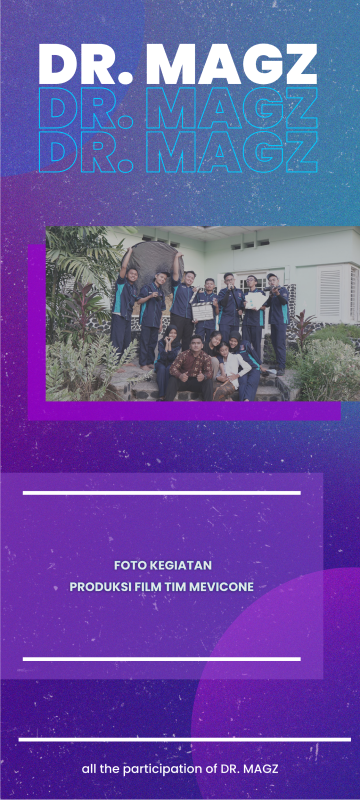 DR. MAGZ
DR. MAGZ
DR. MAGZ
FOTO KEGIATAN
PRODUKSI FILM TIM MEVICONE
all the participation of DR. MAGZ